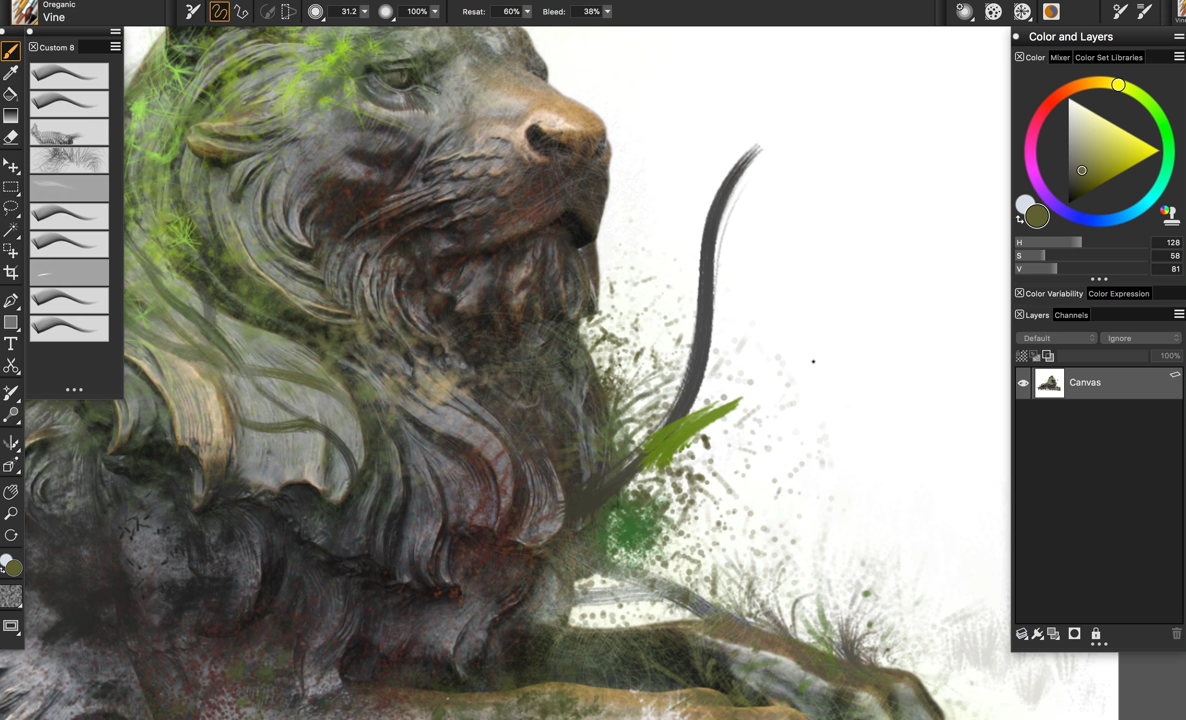 Oreganic
Vine
31.2
100%
Resat: 60%
Bleed: 38%
Custom 8
Color and Layers
Color Mixer Color Set Libraries
H 128
S 58
V 81
Color Variability Color Expression
Layers Channels
Default Ignore
100%
Canvas